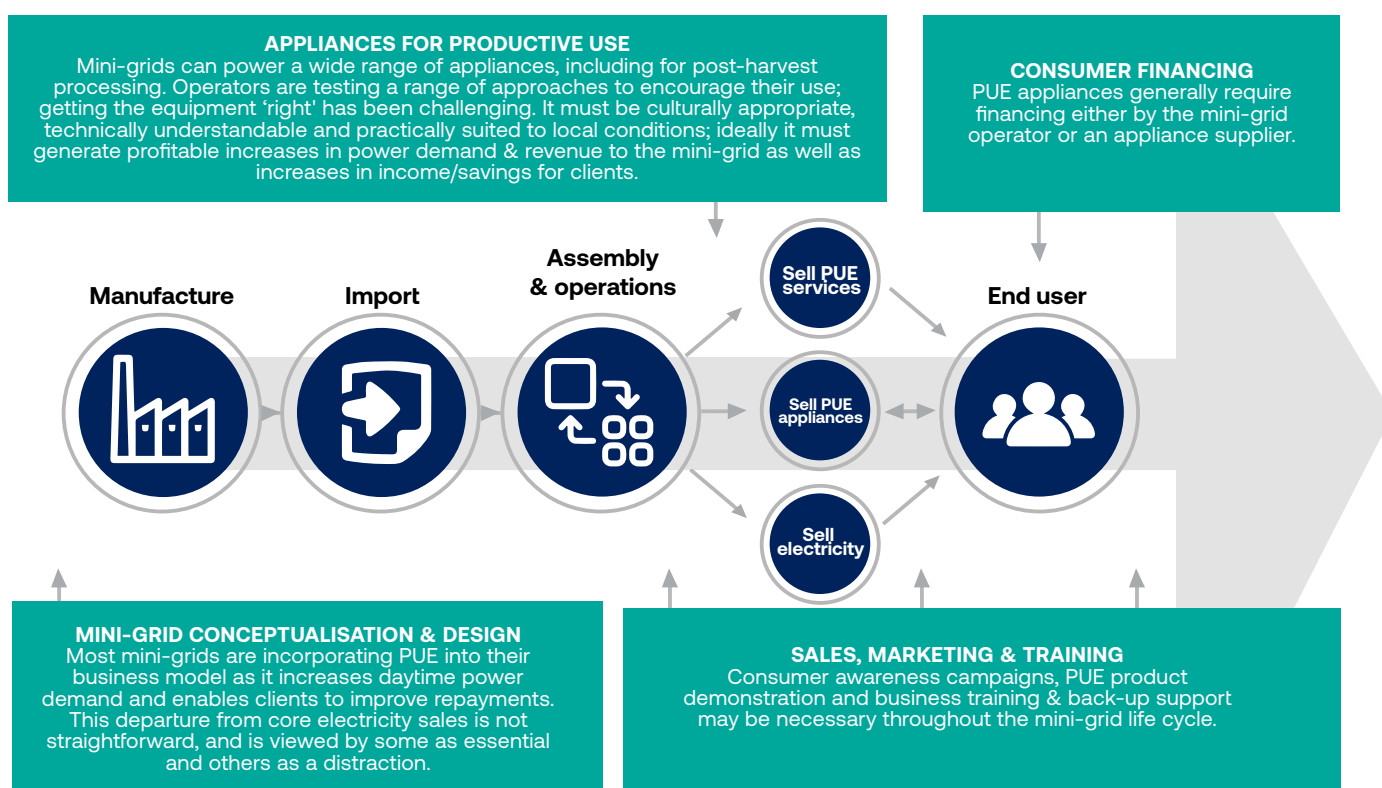 APPLIANCES FOR PRODUCTIVE USE
Mini-grids can power a wide range of appliances, including for post-harvest
processing. Operators are testing a range of approaches to encourage their use;
getting the equipment ‘right' has been challenging. It must be culturally appropriate,
technically understandable and practically suited to local conditions; ideally it must
generate profitable increases in power demand & revenue to the mini-grid as well as
increases in income/savings for clients.
CONSUMER FINANCING
PUE appliances generally require
financing either by the mini-grid
operator or an appliance supplier.
Manufacture
Import
Assembly
& operations
Sell PUE
services
Sell PUE
appliances
Sell
electricity
End user
MINI-GRID CONCEPTUALISATION & DESIGN
Most mini-grids are incorporating PUE into their
business model as it increases daytime power
demand and enables clients to improve repayments.
This departure from core electricity sales is not
straightforward, and is viewed by some as essential
and others as a distraction.
SALES, MARKETING & TRAINING
Consumer awareness campaigns, PUE product
demonstration and business training & back-up support
may be necessary throughout the mini-grid life cycle.